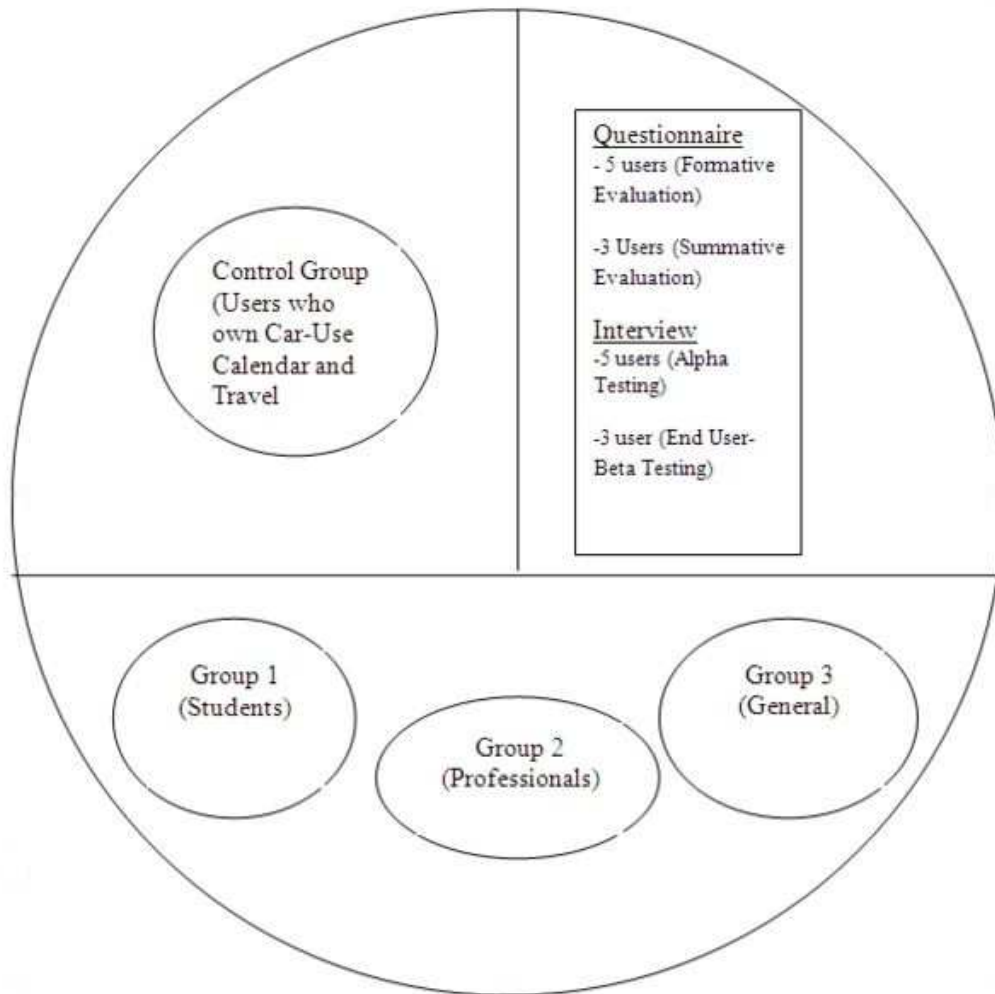 Control Group
(Users who
own Car-Use
Calendar and
Travel
Questionnaire
- 5 users (Formative
Evaluation)
-3 Users (Summative
Evaluation)
Interview
-5 users (Alpha
Testing)
-3 user (End User-
Beta Testing)
Group 1
(Students)
Group 2
(Professionals)
Group 3
(General)